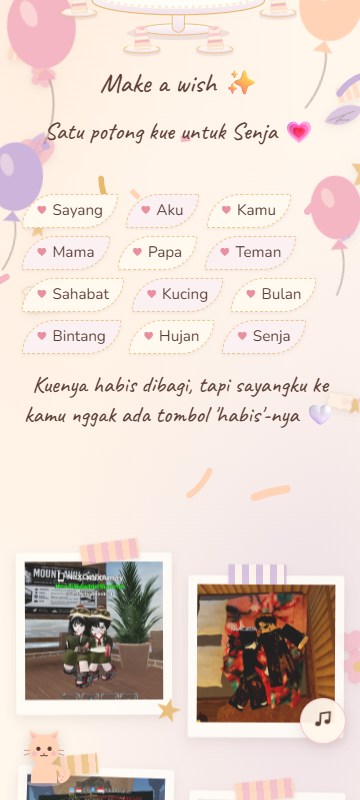 Make a wish ✨
Satu potong kue untuk Senja 💗
Sayang
Aku
Kamu
Mama
Papa
Teman
Sahabat
Kucing
Bulan
Bintang
Hujan
Senja
Kuenya habis dibagi, tapi sayangku ke
kamu nggak ada tombol 'habis'-nya 🤍